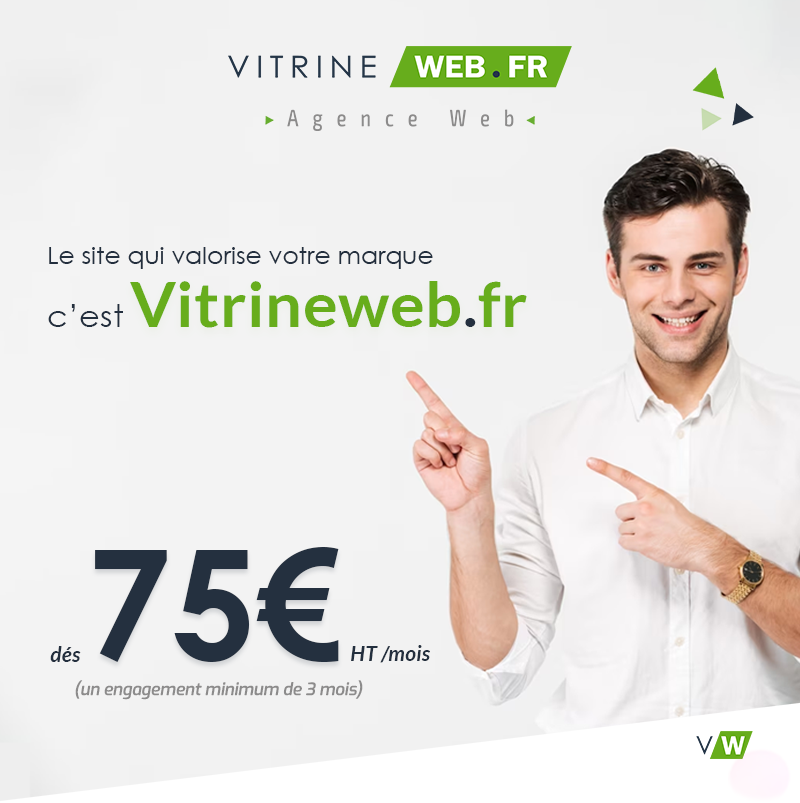 VITRINE WEB.FR
Agence Web
Le site qui valorise votre marque
c'est Vitrineweb.fr
dés 75€ HT /mois
(un engagement minimum de 3 mois)
VW